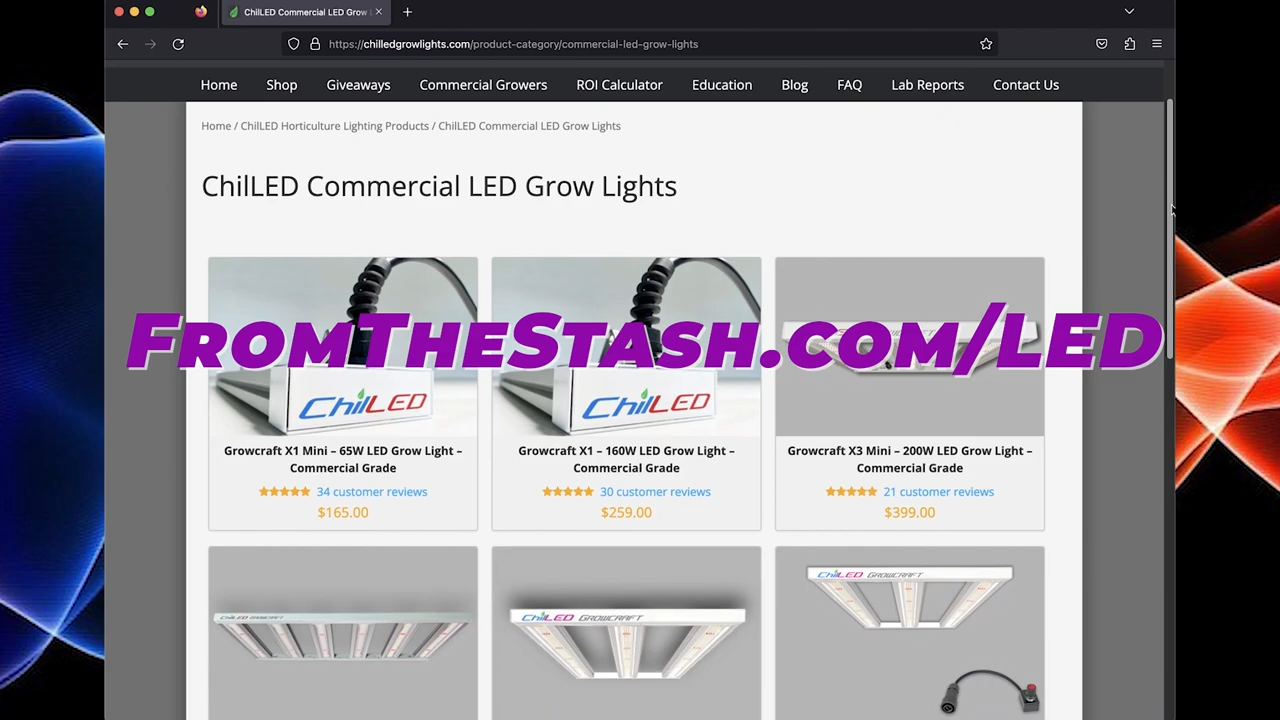 ChilLED Commercial LED Grow L
https://chilledgrowlights.com/product-category/commercial-led-grow-lights
Home Shop Giveaways Commercial Growers ROI Calculator Education Blog FAQ Lab Reports Contact Us
Home / ChilLED Horticulture Lighting Products / ChilLED Commercial LED Grow Lights
ChilLED Commercial LED Grow Lights
FromTheStash.com/LED
ChilLED
ChilLED
Growcraft X1 Mini – 65W LED Grow Light –
Commercial Grade
34 customer reviews
$165.00
Growcraft X1 – 160W LED Grow Light –
Commercial Grade
30 customer reviews
$259.00
Growcraft X3 Mini – 200W LED Grow Light –
Commercial Grade
21 customer reviews
$399.00
ChilLED GROWCRAFT
ChilLED GROWCRAFT
ChilLED GROWCRAFT